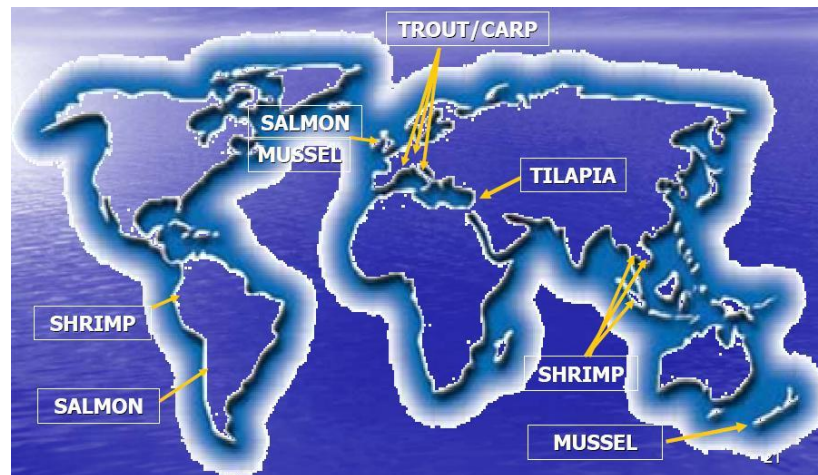 TROUT/CARP
SALMON
MUSSEL
TILAPIA
SHRIMP
SALMON
SHRIMP
MUSSEL